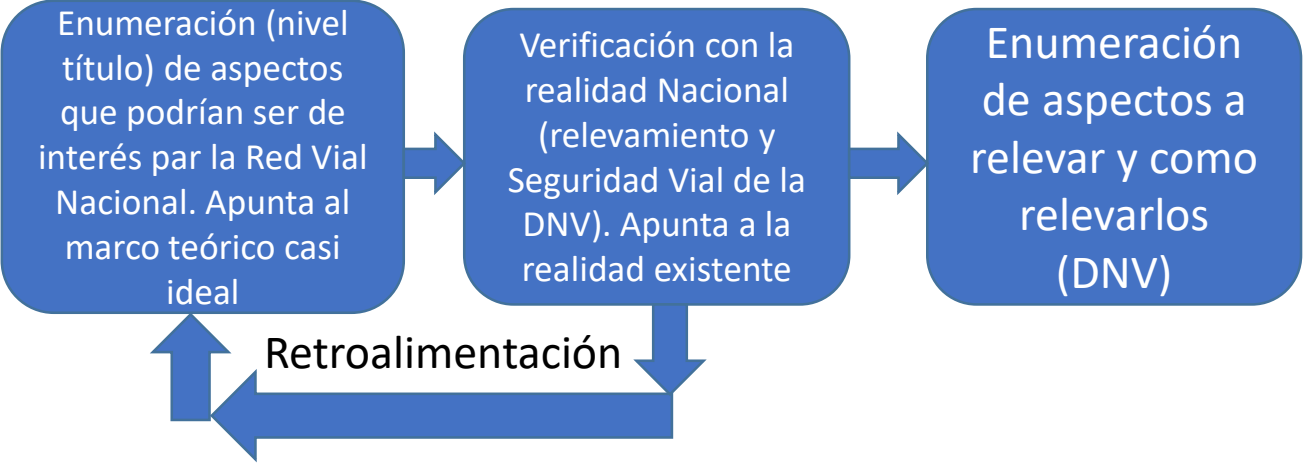 Enumeración (nivel
título) de aspectos
que podrían ser de
interés par la Red Vial
Nacional. Apunta al
marco teórico casi
ideal
Verificación con la
realidad Nacional
(relevamiento y
Seguridad Vial de la
DNV). Apunta a la
realidad existente
Enumeración
de aspectos a
relevar y como
relevarlos
(DNV)
Retroalimentación